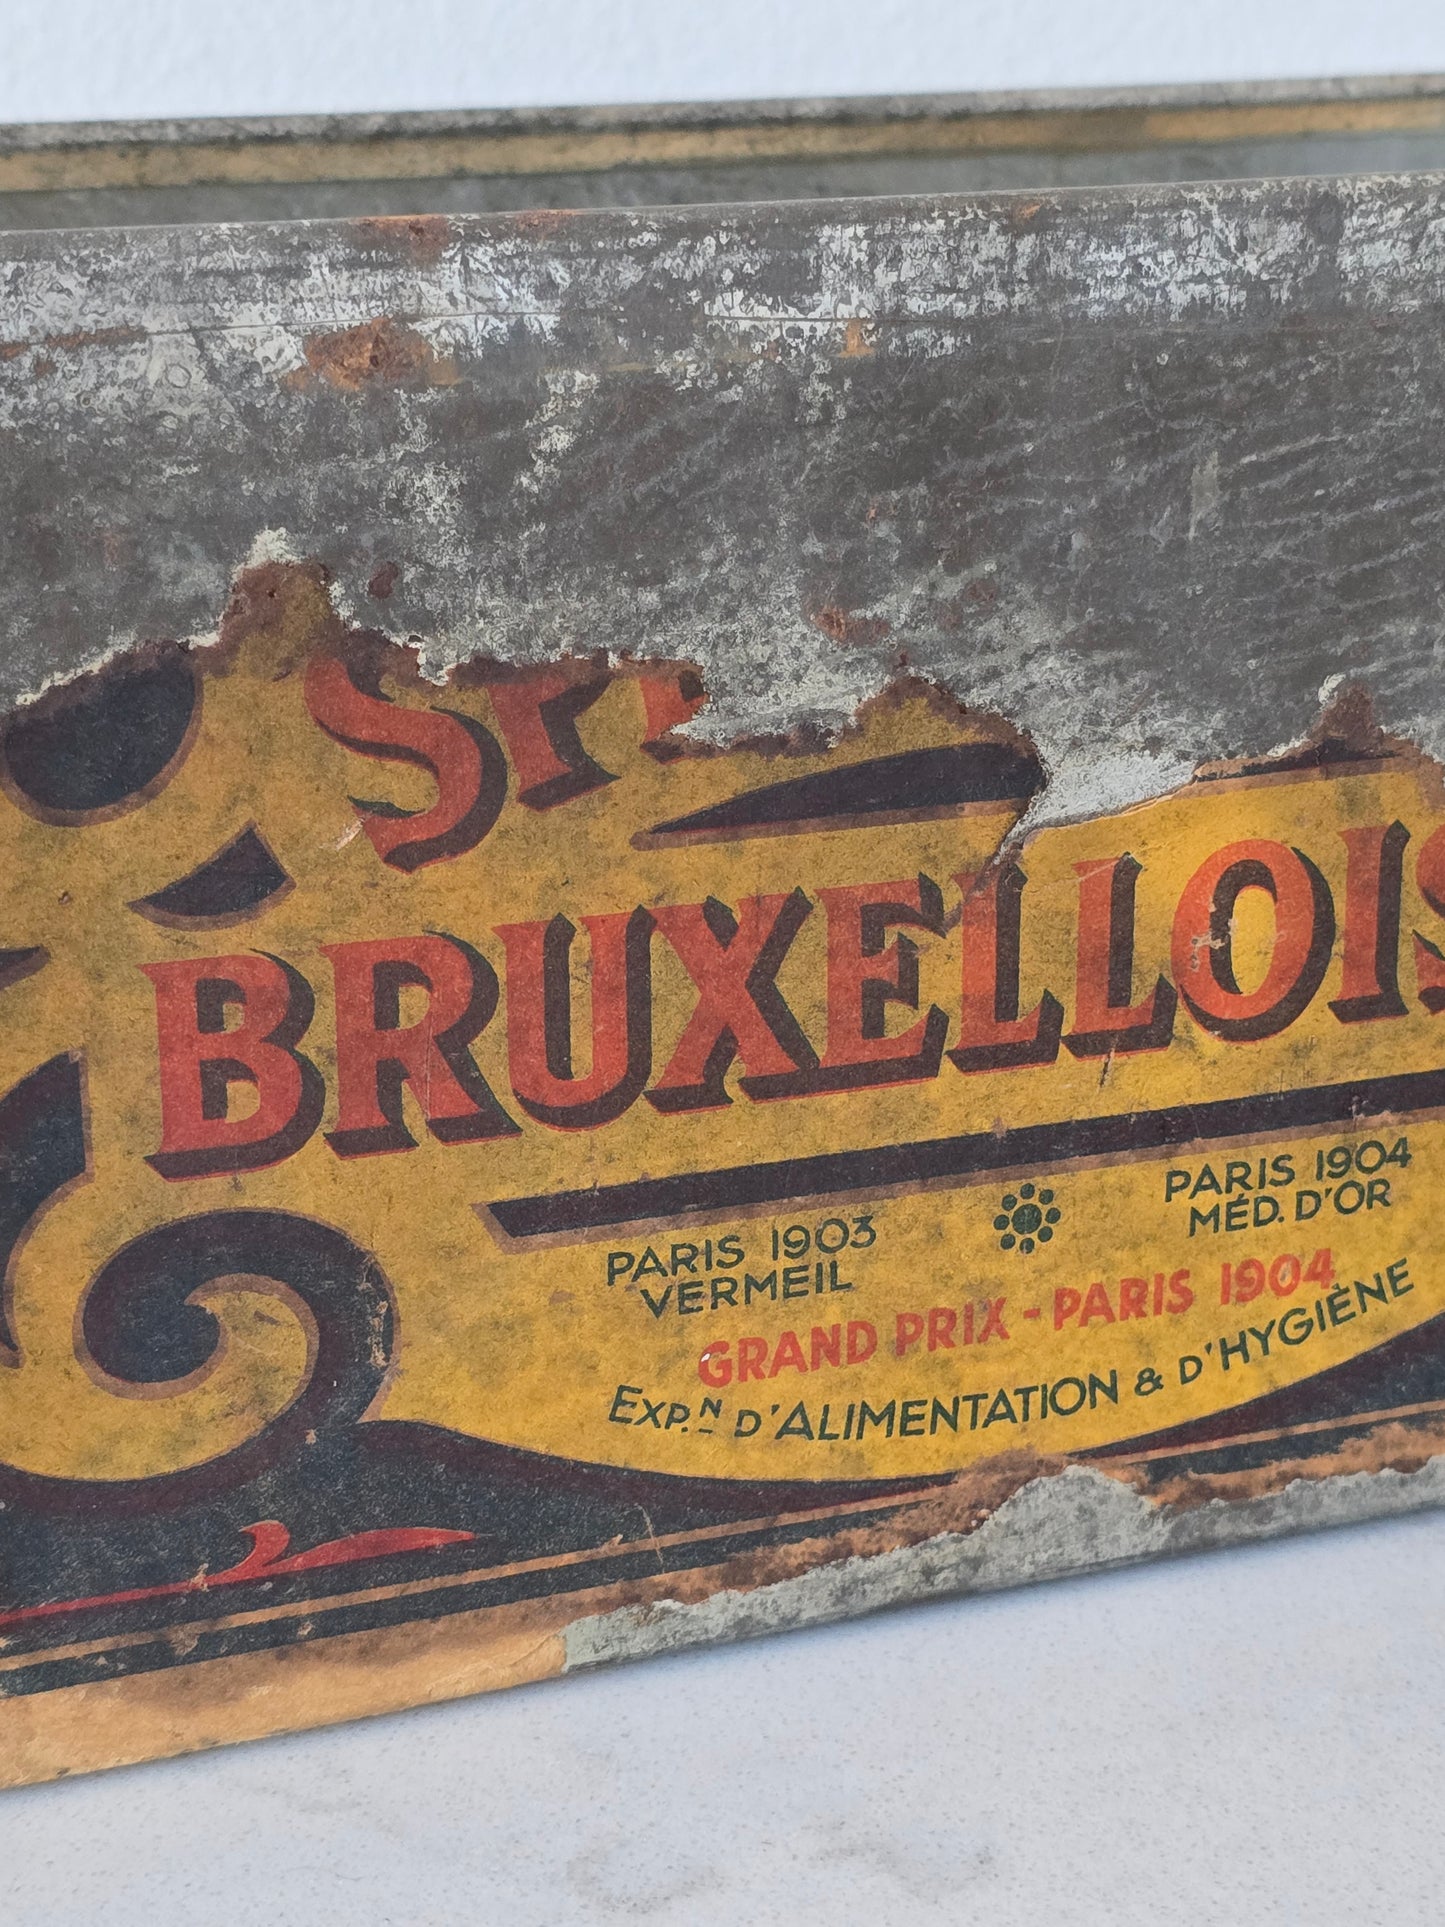 BRUXELLOIS
PARIS 1903
VERMEIL
PARIS 1904
MÉD. D'OR
GRAND PRIX - PARIS 1904
EXP.N D'ALIMENTATION & D'HYGIÈNE